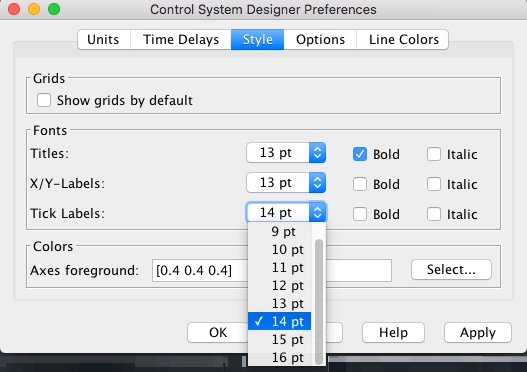 Control System Designer Preferences
Units Time Delays Style Options Line Colors
Grids
Show grids by default
Fonts
Titles: 13 pt Bold Italic
X/Y-Labels: 13 pt Bold Italic
Tick Labels: 14 pt Bold Italic
9 pt
10 pt
11 pt
12 pt
13 pt
✓ 14 pt
15 pt
16 pt
Colors
Axes foreground: [0.4 0.4 0.4] Select...
OK Help Apply